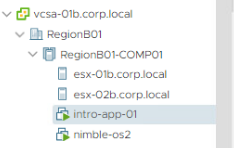 vcsa-01b.corp.local
RegionB01
RegionB01-COMP01
esx-01b.corp.local
esx-02b.corp.local
intro-app-01
nimble-os2